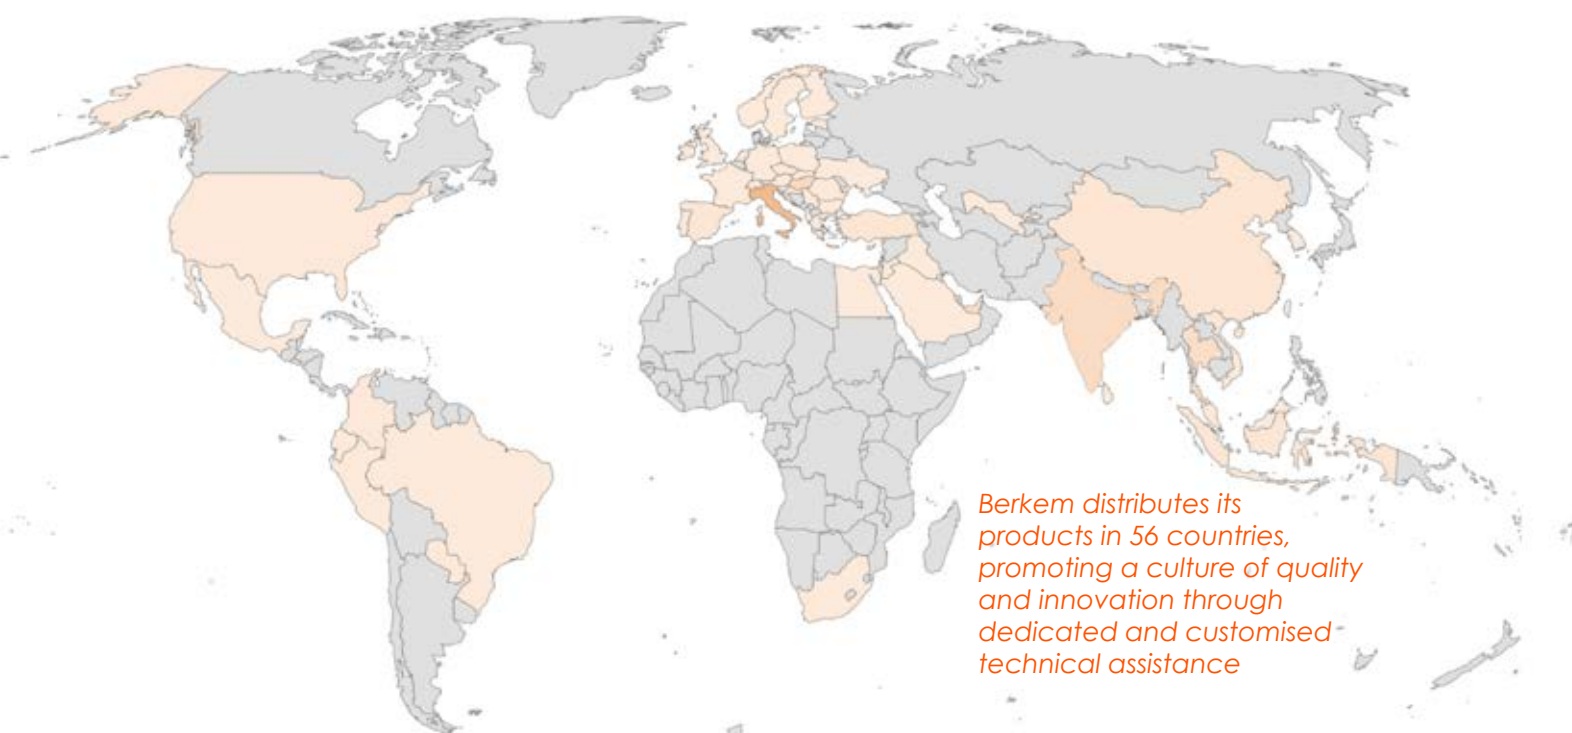 Berkem distributes its
products in 56 countries,
promoting a culture of quality
and innovation through
dedicated and customised
technical assistance